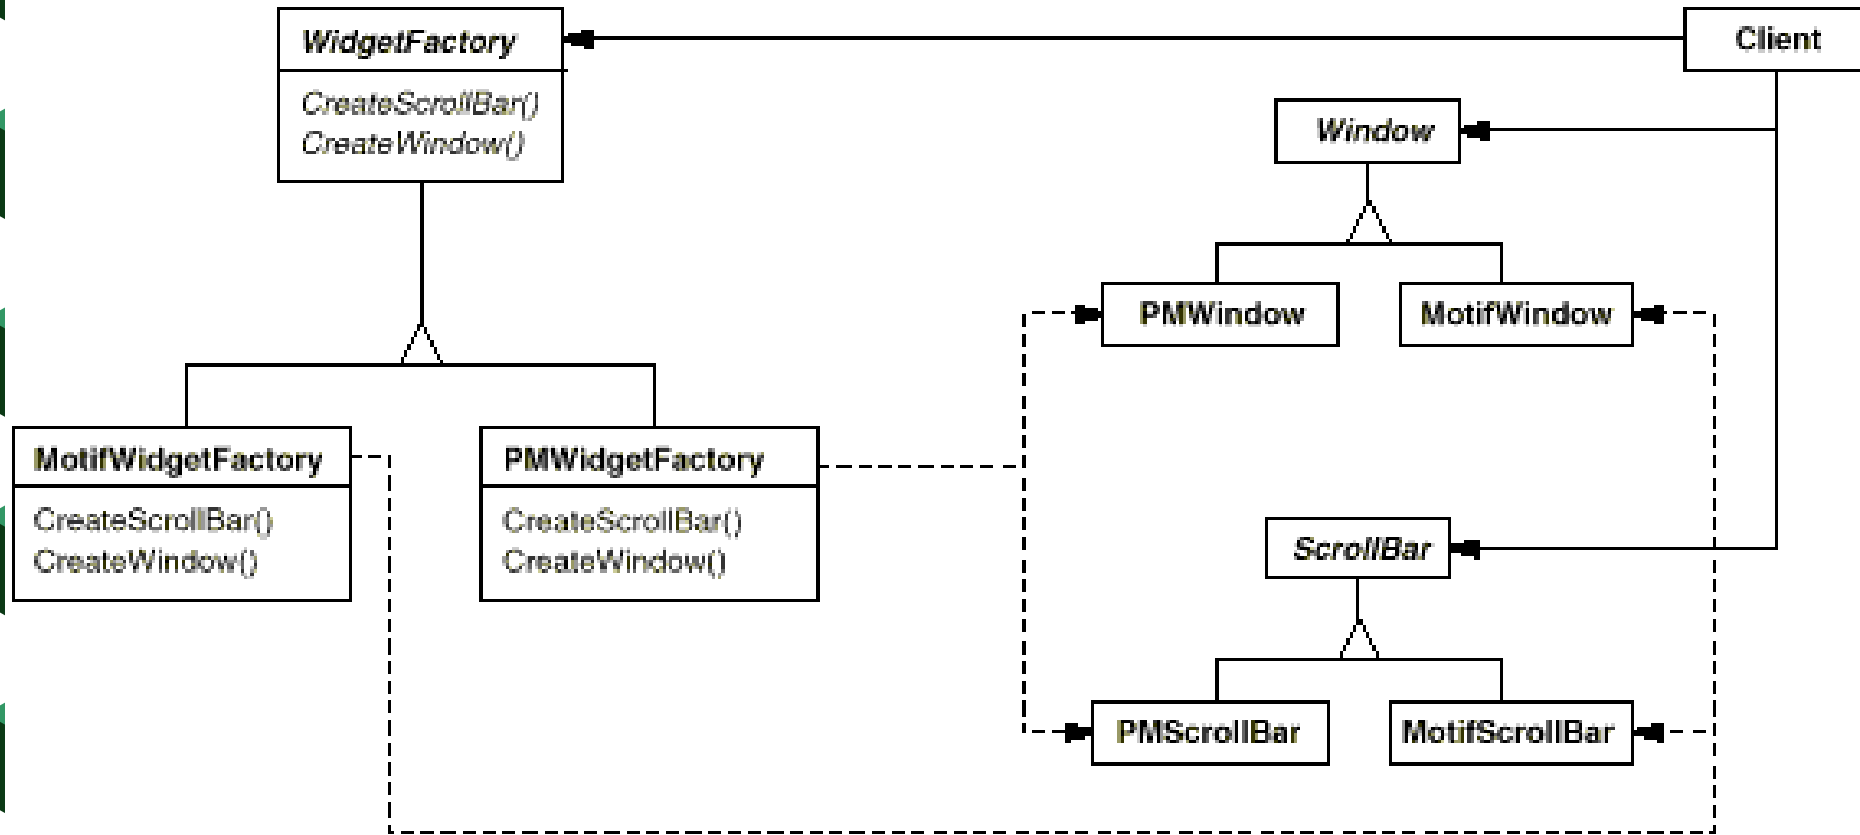 WidgetFactory
CreateScrollBar()
CreateWindow()
Client
Window
PMWindow
MotifWindow
MotifWidgetFactory
CreateScrollBar()
CreateWindow()
PMWidgetFactory
CreateScrollBar()
CreateWindow()
ScrollBar
PMScrollBar
MotifScrollBar